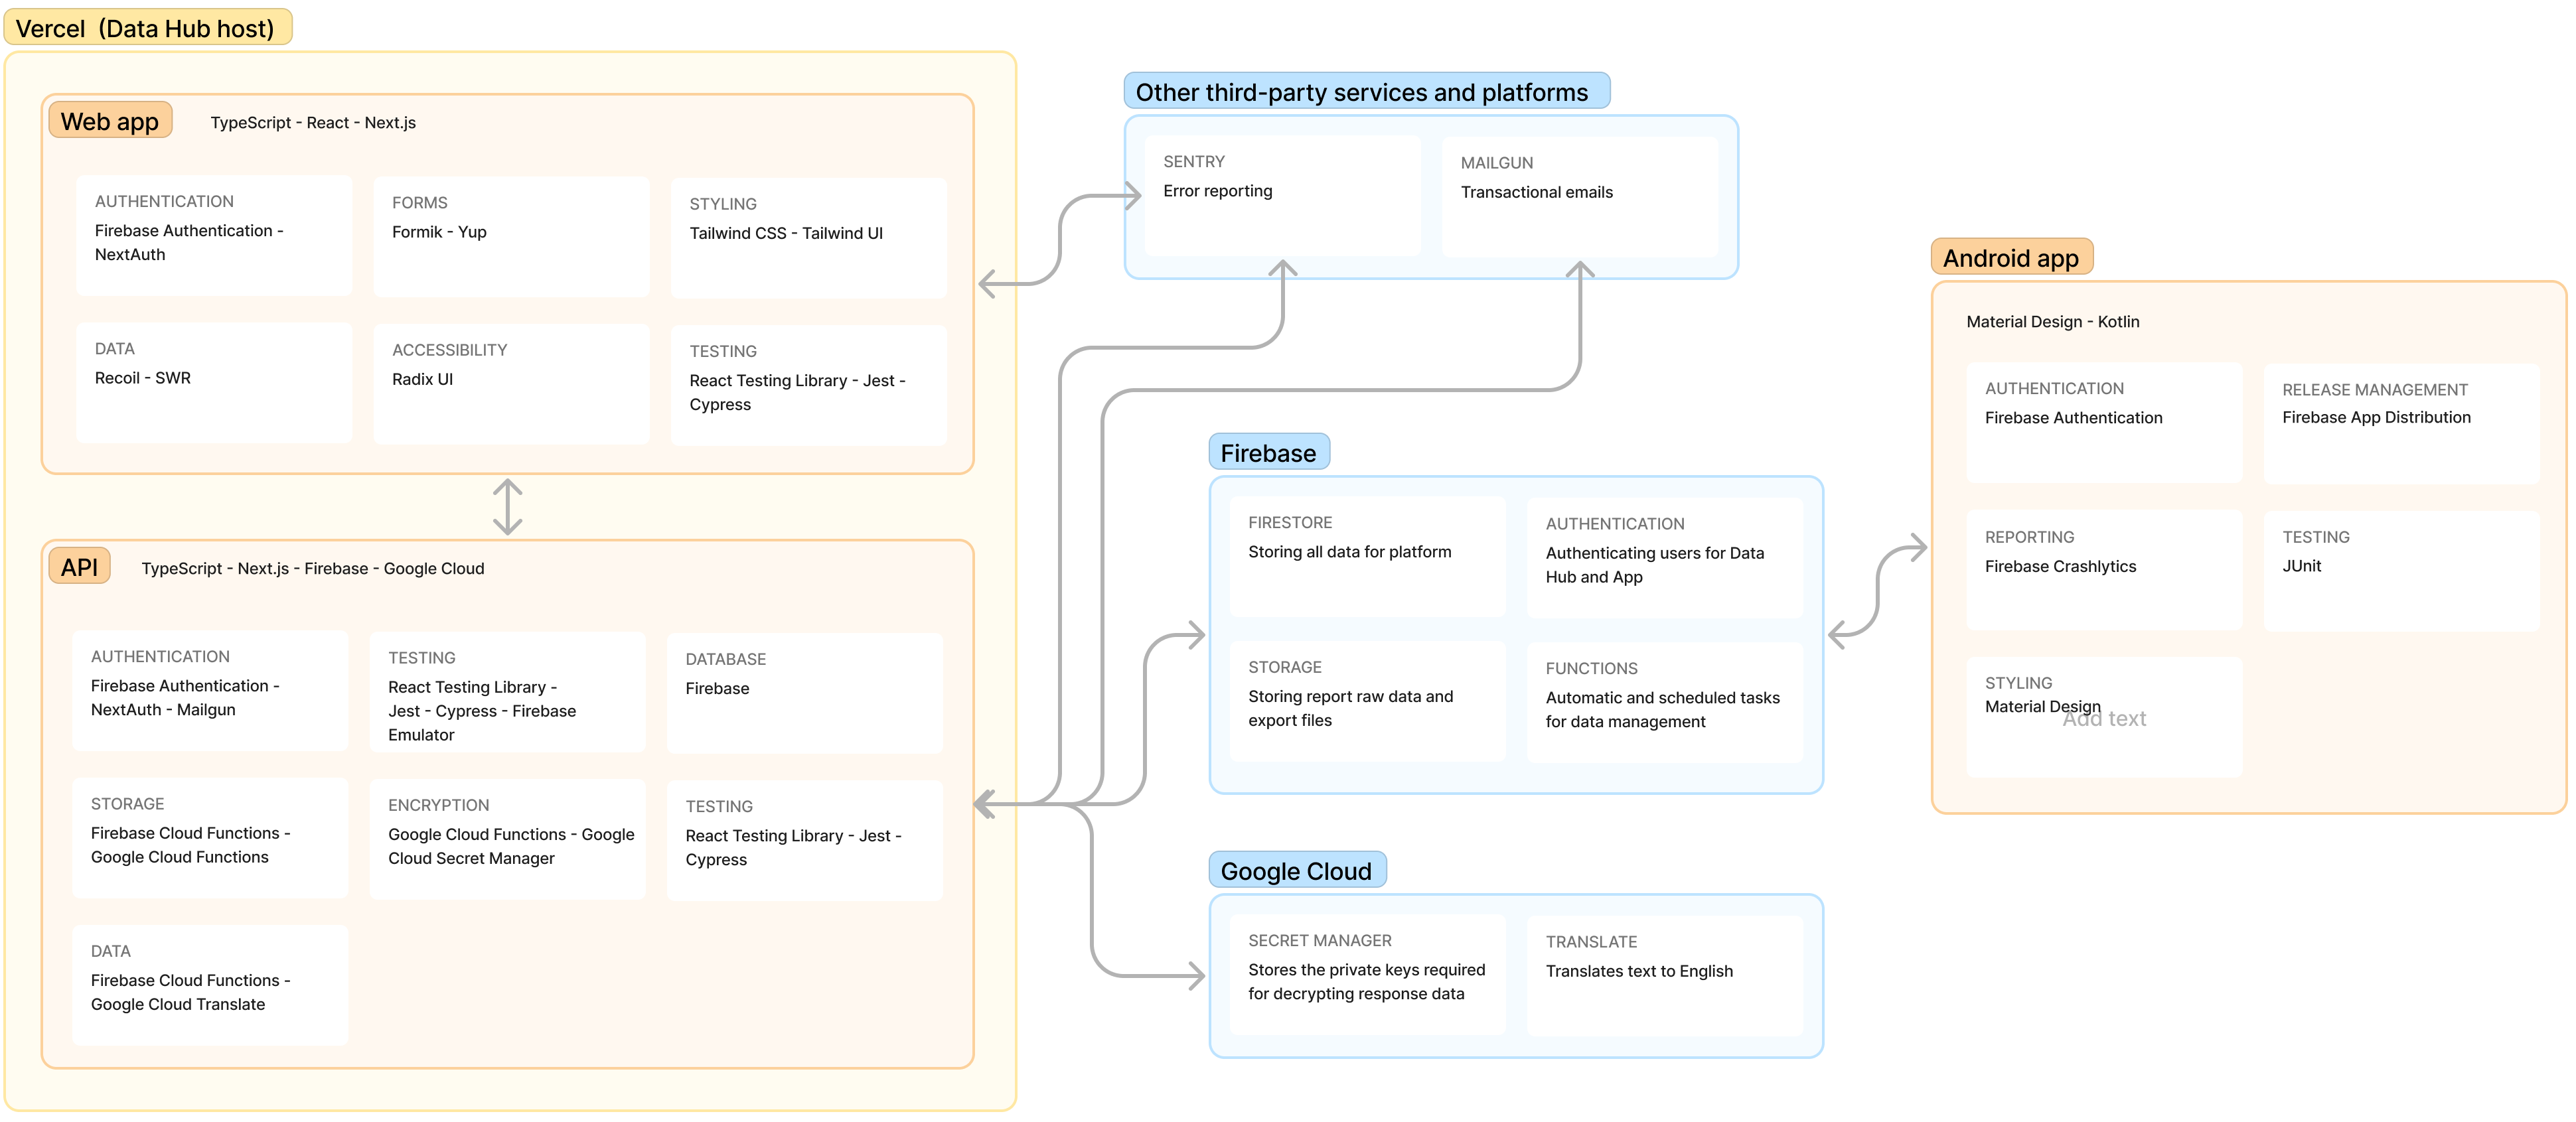 Vercel  (Data Hub host)
Web app
TypeScript - React - Next.js
AUTHENTICATION
Firebase Authentication -
NextAuth
FORMS
Formik - Yup
STYLING
Tailwind CSS - Tailwind UI
DATA
Recoil - SWR
ACCESSIBILITY
Radix UI
TESTING
React Testing Library - Jest -
Cypress
API
TypeScript - Next.js - Firebase - Google Cloud
AUTHENTICATION
Firebase Authentication -
NextAuth - Mailgun
TESTING
React Testing Library -
Jest - Cypress - Firebase
Emulator
DATABASE
Firebase
STORAGE
Firebase Cloud Functions -
Google Cloud Functions
ENCRYPTION
Google Cloud Functions - Google
Cloud Secret Manager
TESTING
React Testing Library - Jest -
Cypress
DATA
Firebase Cloud Functions -
Google Cloud Translate
Other third-party services and platforms
SENTRY
Error reporting
MAILGUN
Transactional emails
Firebase
FIRESTORE
Storing all data for platform
AUTHENTICATION
Authenticating users for Data
Hub and App
STORAGE
Storing report raw data and
export files
FUNCTIONS
Automatic and scheduled tasks
for data management
Google Cloud
SECRET MANAGER
Stores the private keys required
for decrypting response data
TRANSLATE
Translates text to English
Android app
Material Design - Kotlin
AUTHENTICATION
Firebase Authentication
RELEASE MANAGEMENT
Firebase App Distribution
REPORTING
Firebase Crashlytics
TESTING
JUnit
STYLING
Material Design
Add text